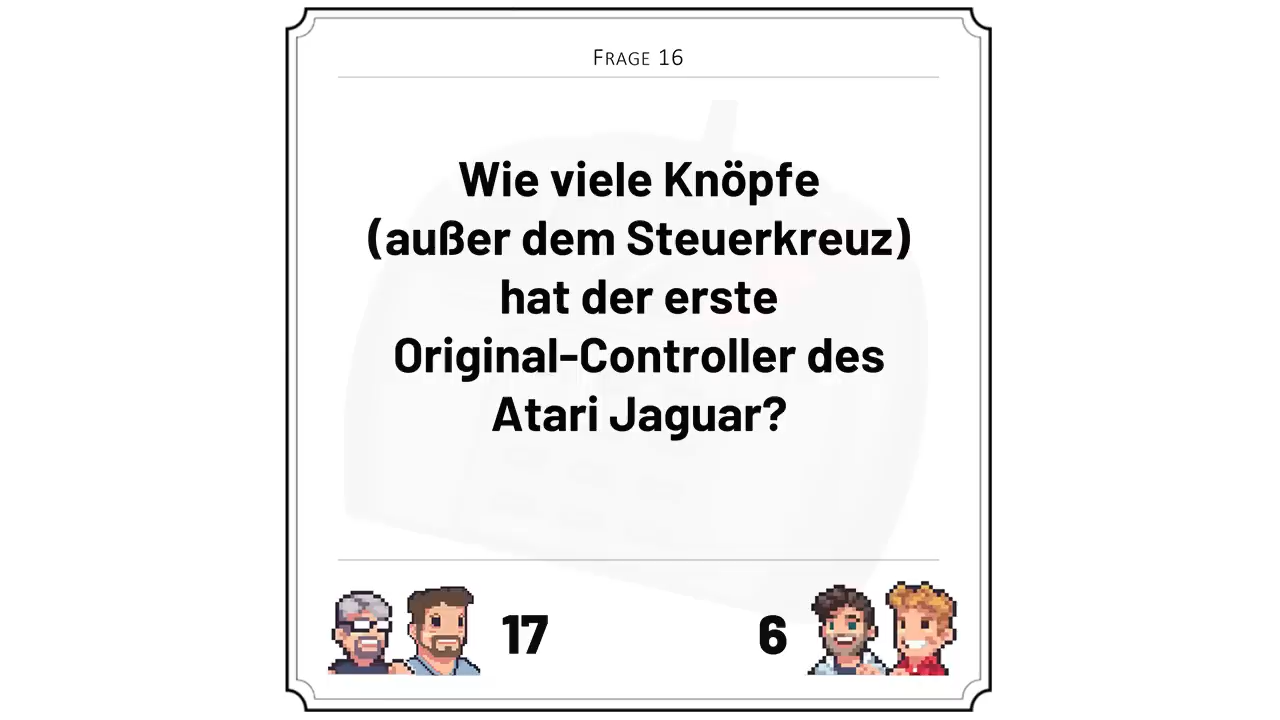 Frage 16
Wie viele Knöpfe
(außer dem Steuerkreuz)
hat der erste
Original-Controller des
Atari Jaguar?
17
6